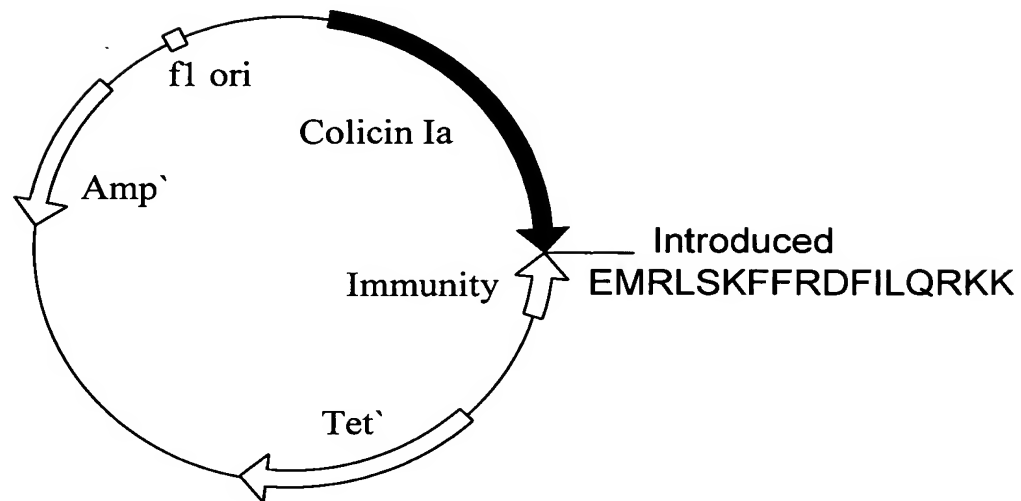 f1 ori
Colicin Ia
Amp`
Introduced
Immunity
EMRLSKFFRDFILQRKK
Tet`